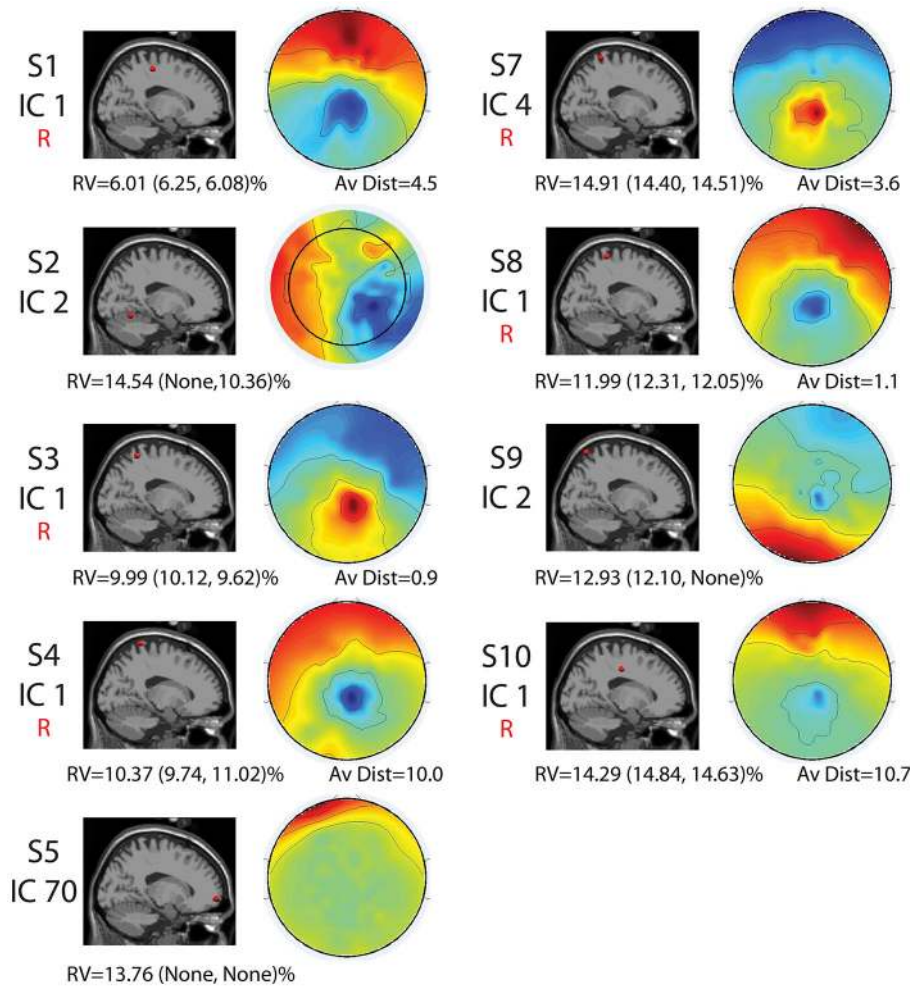 S1
IC 1
R
RV=6.01 (6.25, 6.08)%
Av Dist=4.5
S2
IC 2
RV=14.54 (None,10.36)%
S3
IC 1
R
RV=9.99 (10.12, 9.62)%
Av Dist=0.9
S4
IC 1
R
RV=10.37 (9.74, 11.02)%
Av Dist=10.0
S5
IC 70
RV=13.76 (None, None)%
S7
IC 4
R
RV=14.91 (14.40, 14.51)%
Av Dist=3.6
S8
IC 1
R
RV=11.99 (12.31, 12.05)%
Av Dist=1.1
S9
IC 2
RV=12.93 (12.10, None)%
S10
IC 1
R
RV=14.29 (14.84, 14.63)%
Av Dist=10.7